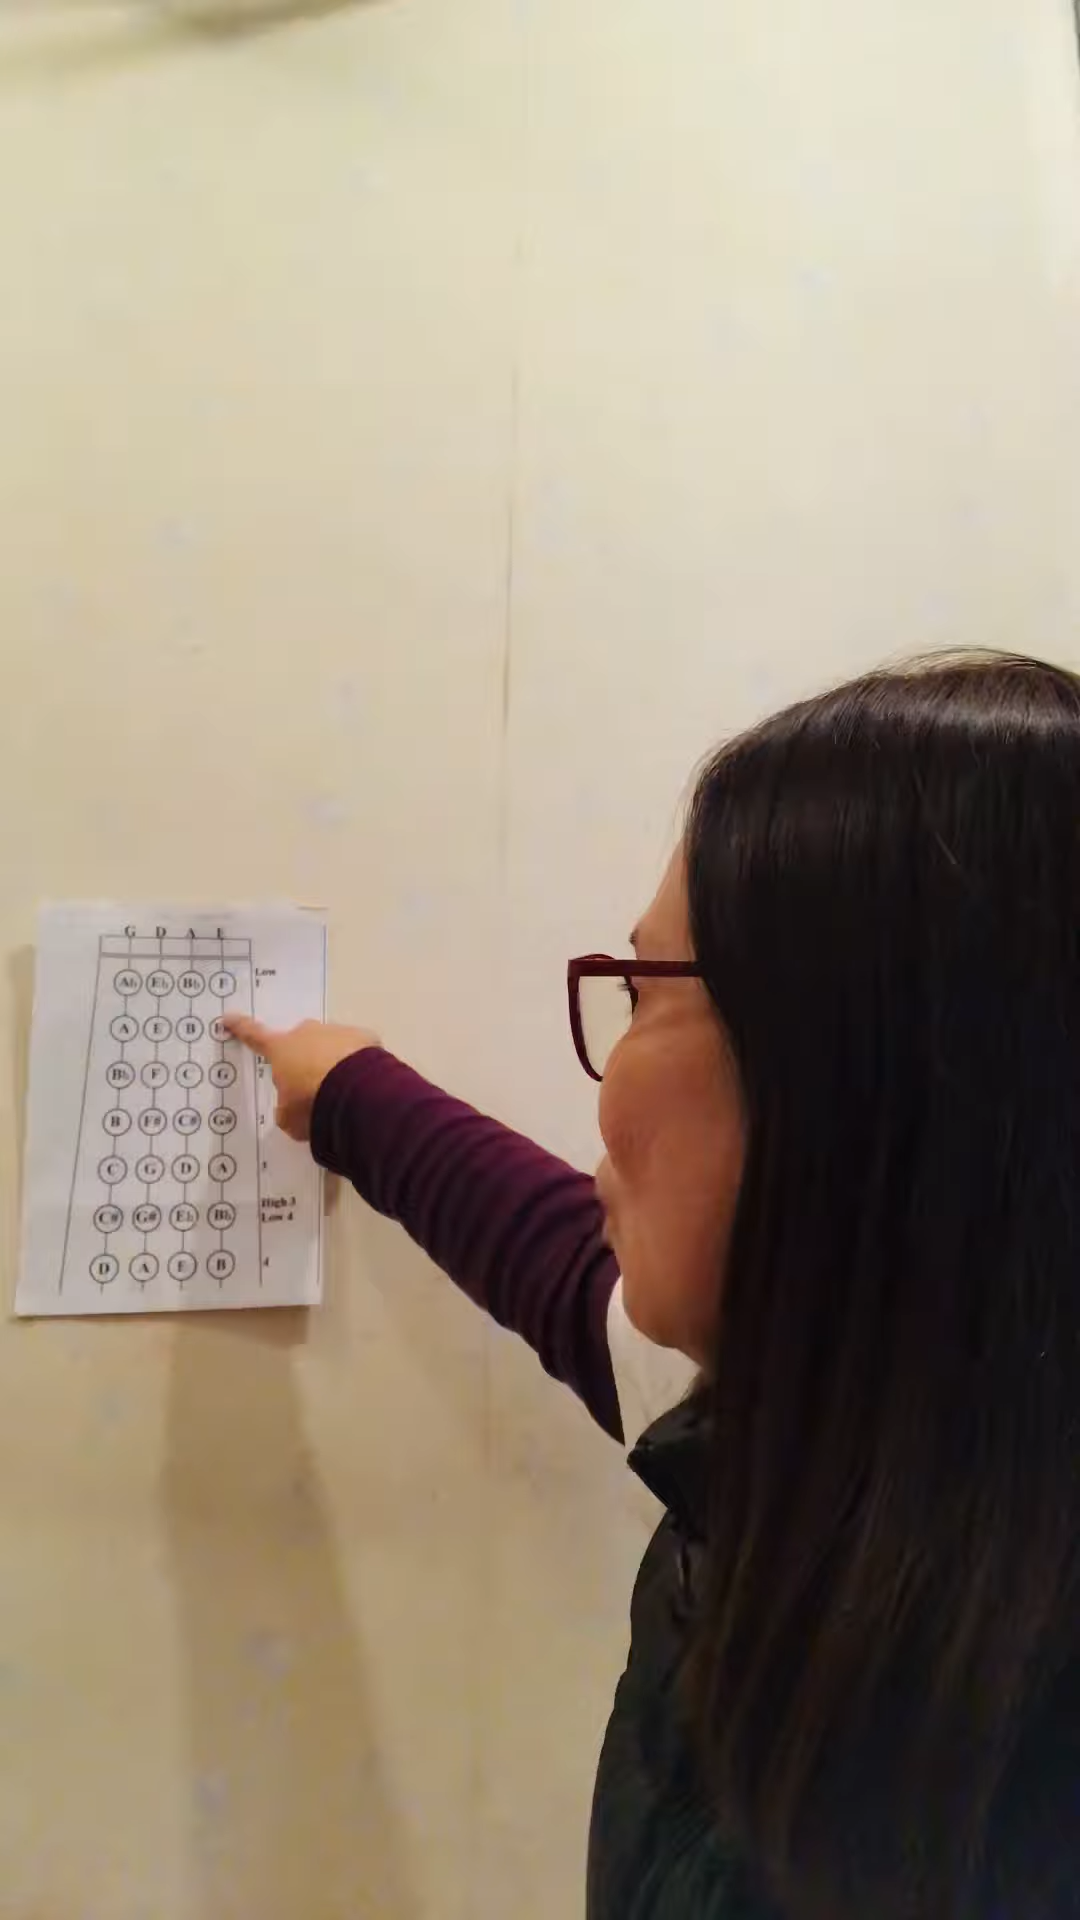 G D A E
Ab Eb Bb F Low
1
A E B
Bb F C G 2
B F# C# G# 2
C G D A 3
C# G# Eb Bb High 3
Low 4
D A E B 4